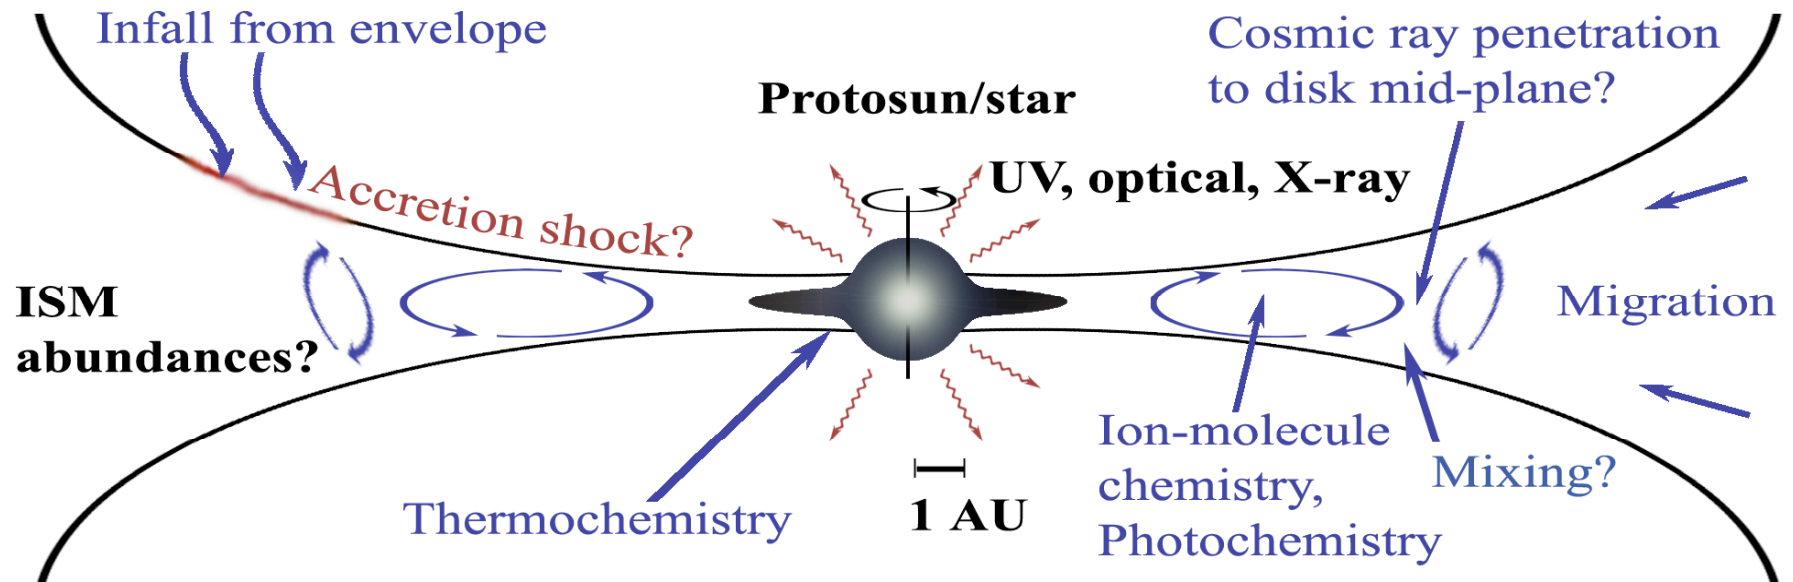 Infall from envelope
Cosmic ray penetration
to disk mid-plane?
Protosun/star
UV, optical, X-ray
Accretion shock?
ISM
abundances?
Migration
Ion-molecule
chemistry,
Photochemistry
Mixing?
Thermochemistry
1 AU